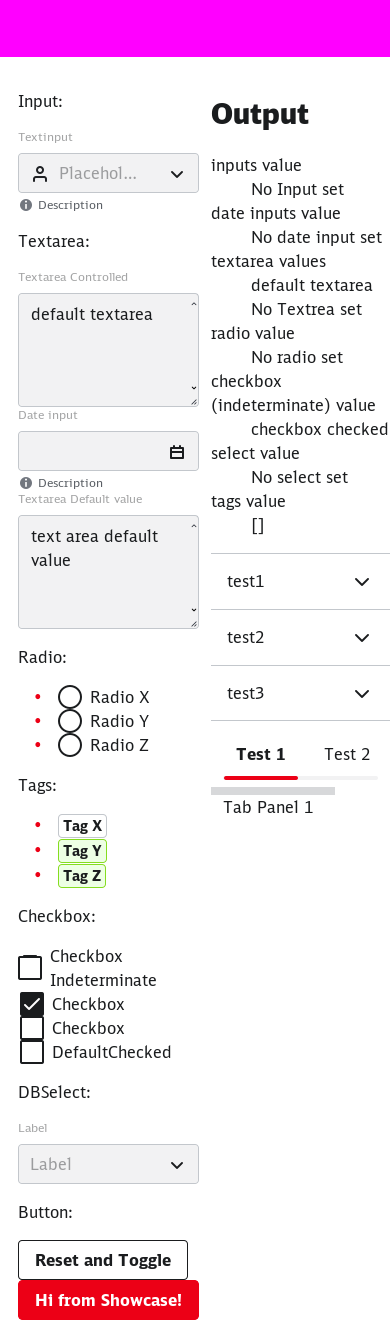 Input:
Textinput
Placehol...
Description
Textarea:
Textarea Controlled
default textarea
Date input
Description
Textarea Default value
text area default
value
Radio:
Radio X
Radio Y
Radio Z
Tags:
Tag X
Tag Y
Tag Z
Checkbox:
Checkbox
Indeterminate
Checkbox
Checkbox
DefaultChecked
DBSelect:
Label
Label
Button:
Reset and Toggle
Hi from Showcase!
Output
inputs value
No Input set
date inputs value
No date input set
textarea values
default textarea
No Textrea set
radio value
No radio set
checkbox
(indeterminate) value
checkbox checked
select value
No select set
tags value
[]
test1
test2
test3
Test 1
Test 2
Tab Panel 1